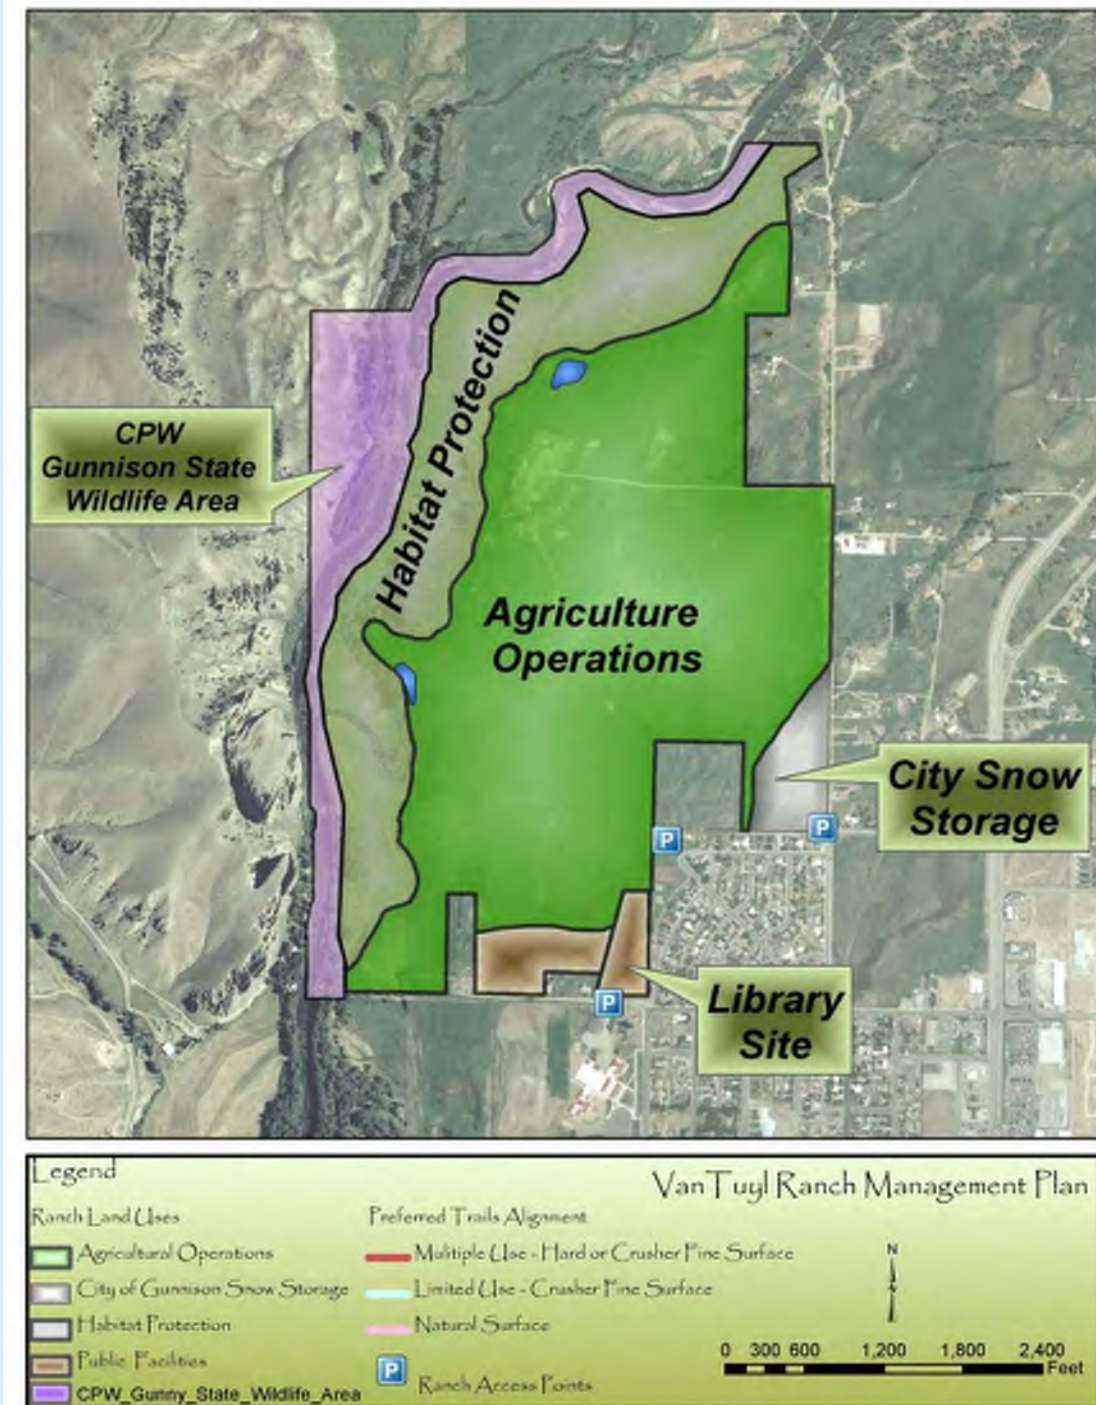 Habitat Protection
CPW
Gunnison State
Wildlife Area
Agriculture
Operations
City Snow
Storage
P
P
Library
Site
P
Legend
VanTuyl Ranch Management Plan
Ranch Land Uses
Agricultural Operations
City of Gunnison Snow Storage
Habitat Protection
Public Facilities
CPW_Gunny_State_Wildlife_Area
Preferred Trails Alignment
Mulitiple Use - Hard or Crusher Fine Surface
Limited Use - Crusher Fine Surface
Natural Surface
P Ranch Access Points
N
0 300 600 1,200 1,800 2,400
Feet